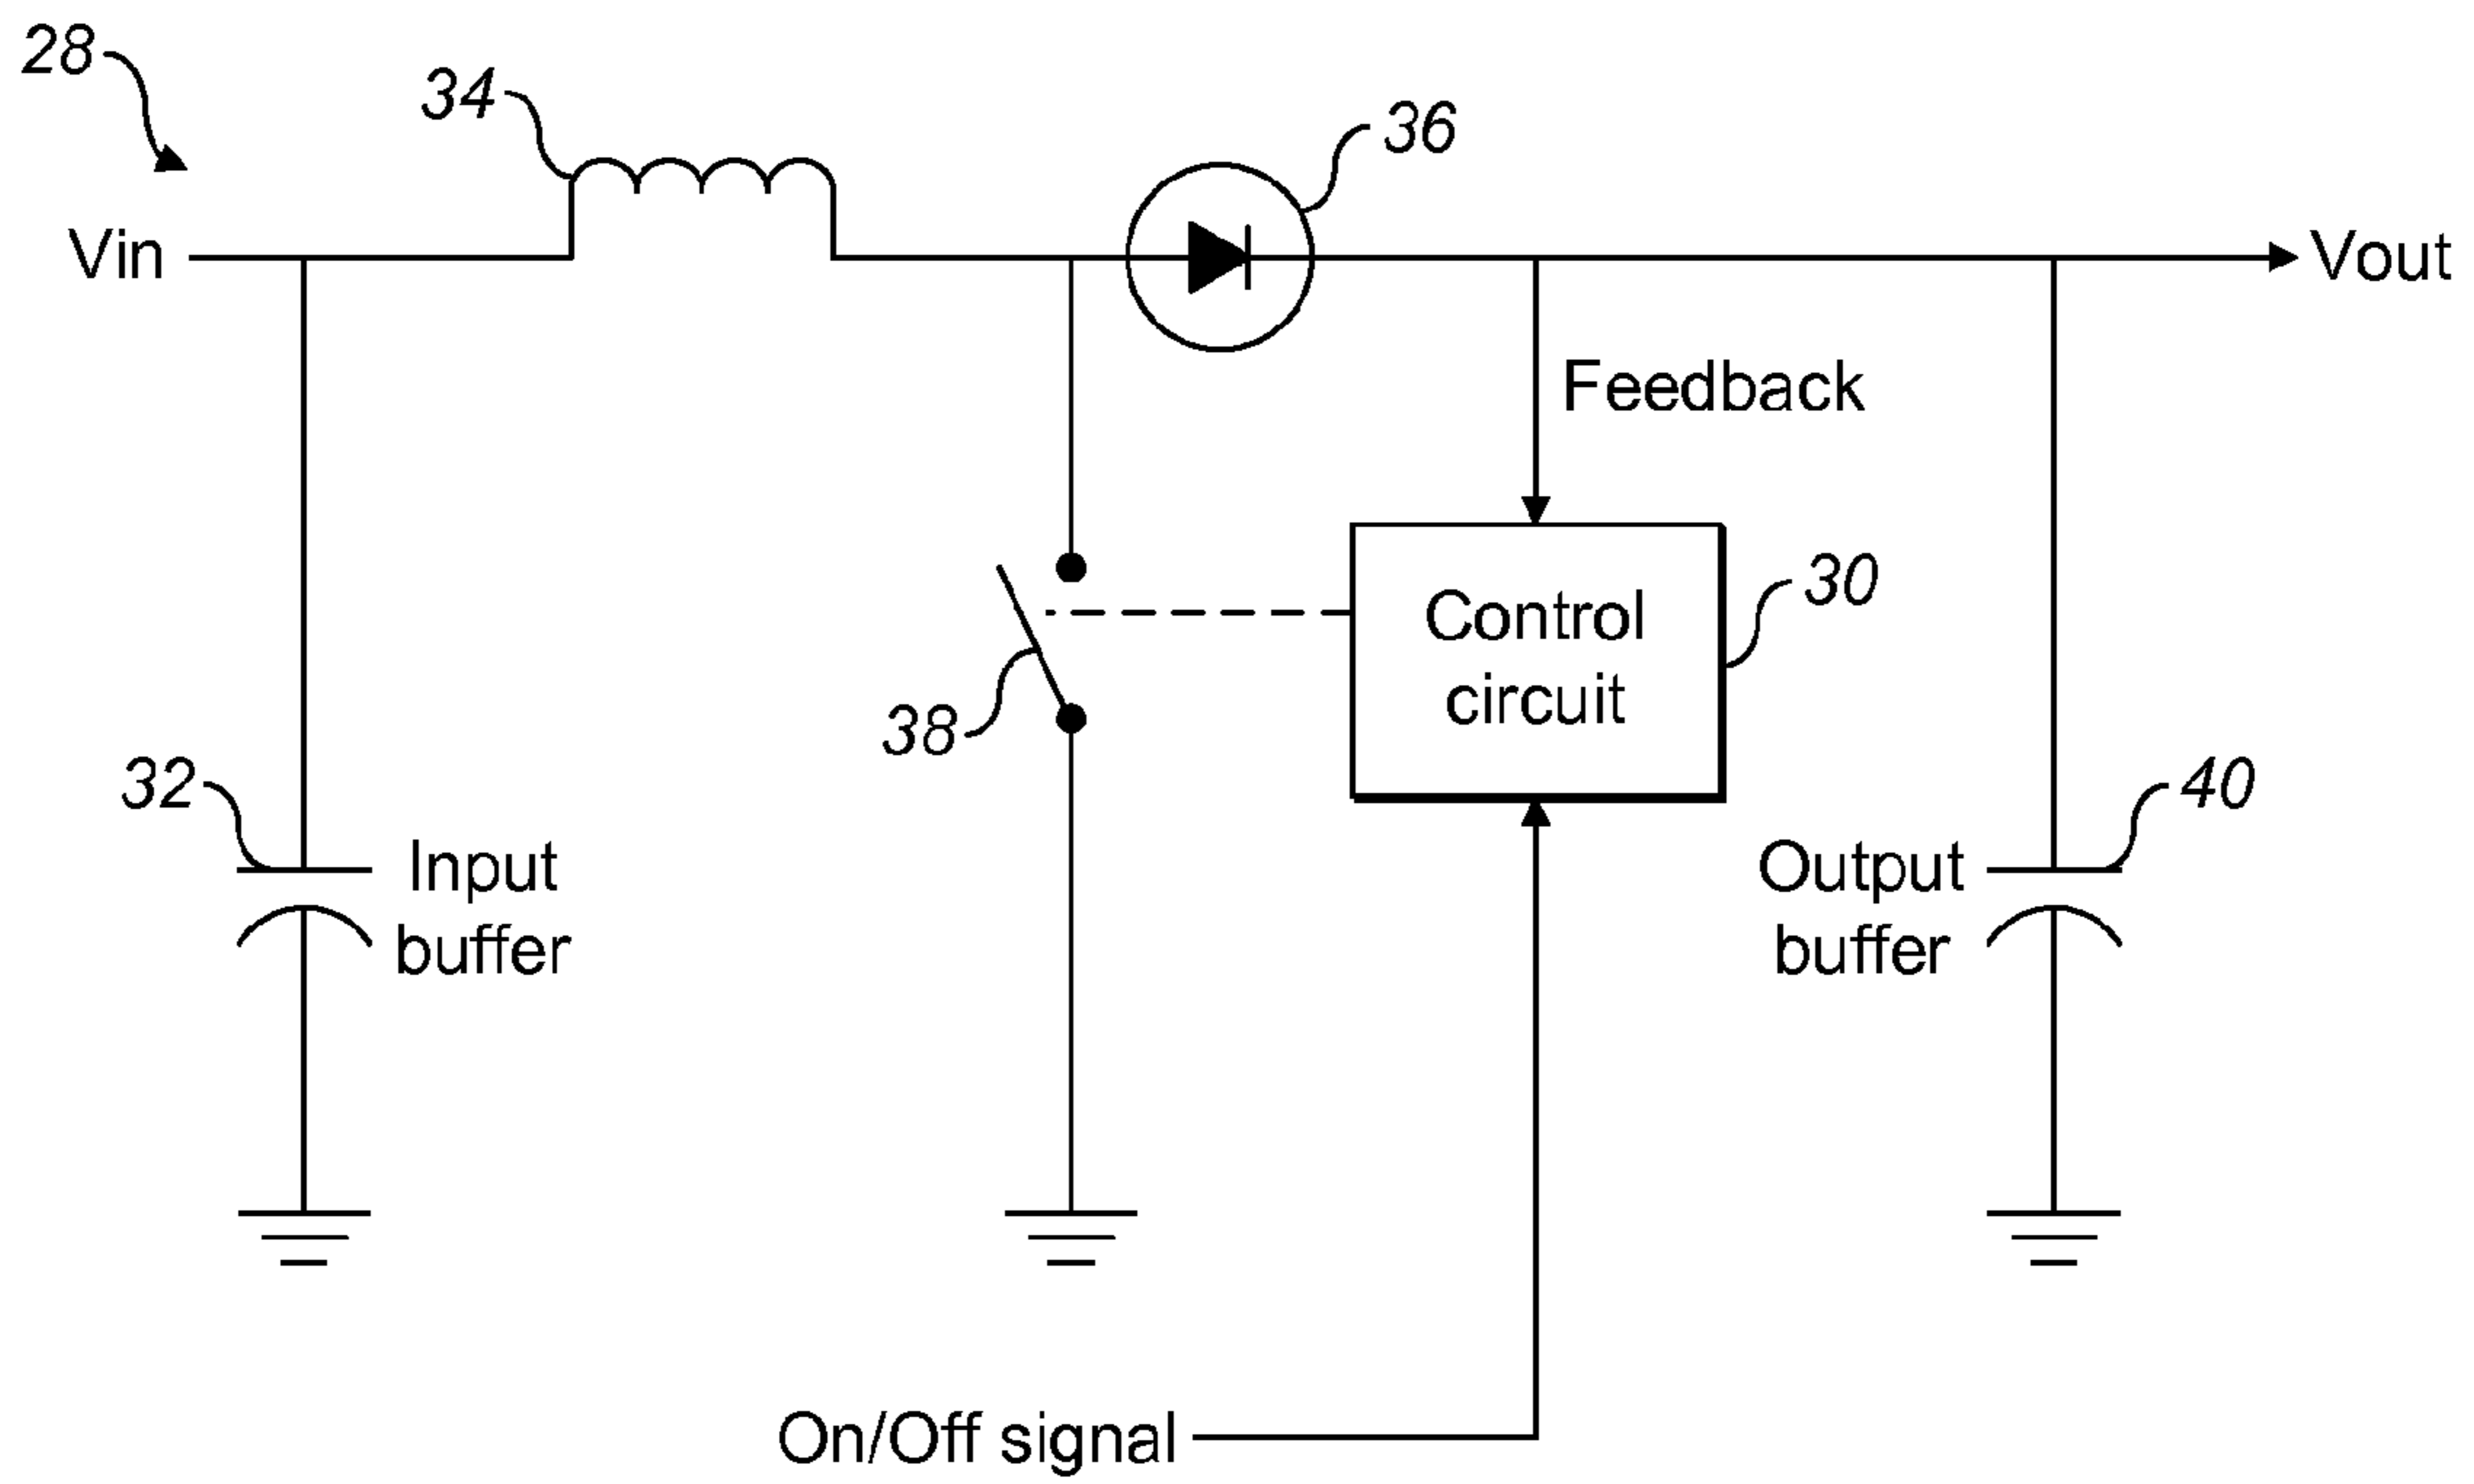 28
34
36
Vin
Vout
Feedback
Control
circuit
30
38
32
Input
buffer
40
Output
buffer
On/Off signal